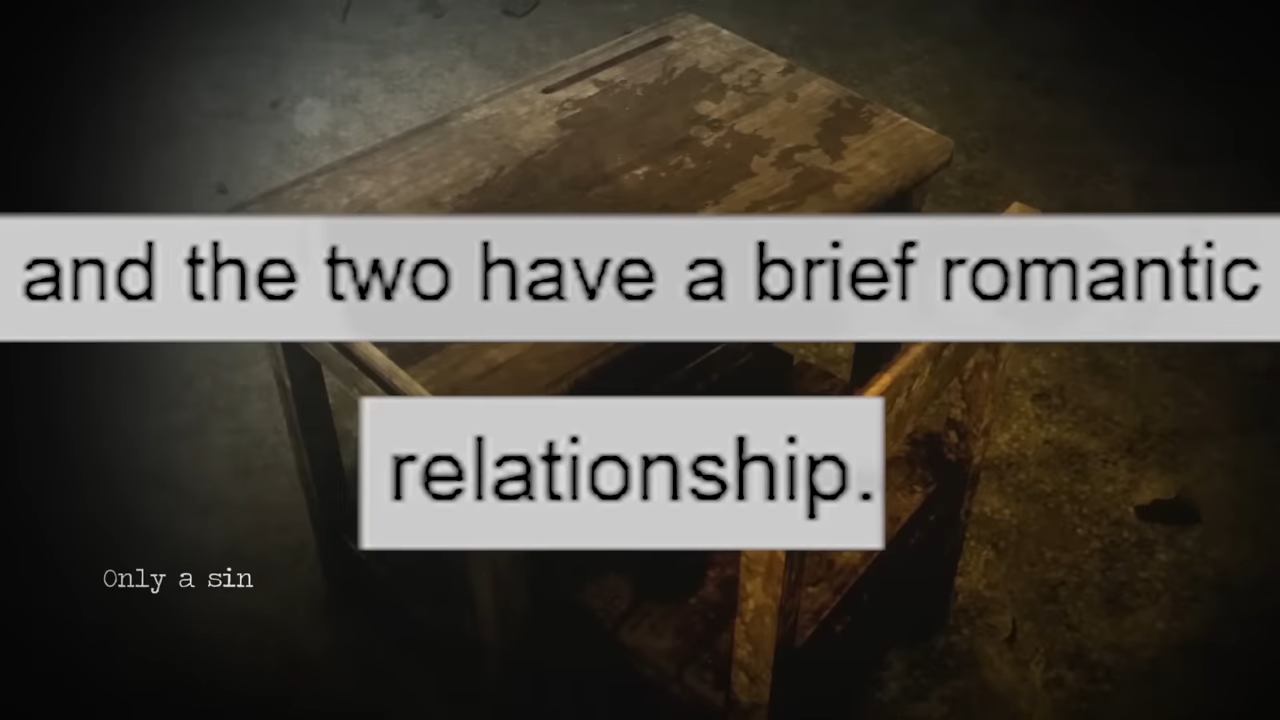 and the two have a brief romantic
relationship.
Only a sin